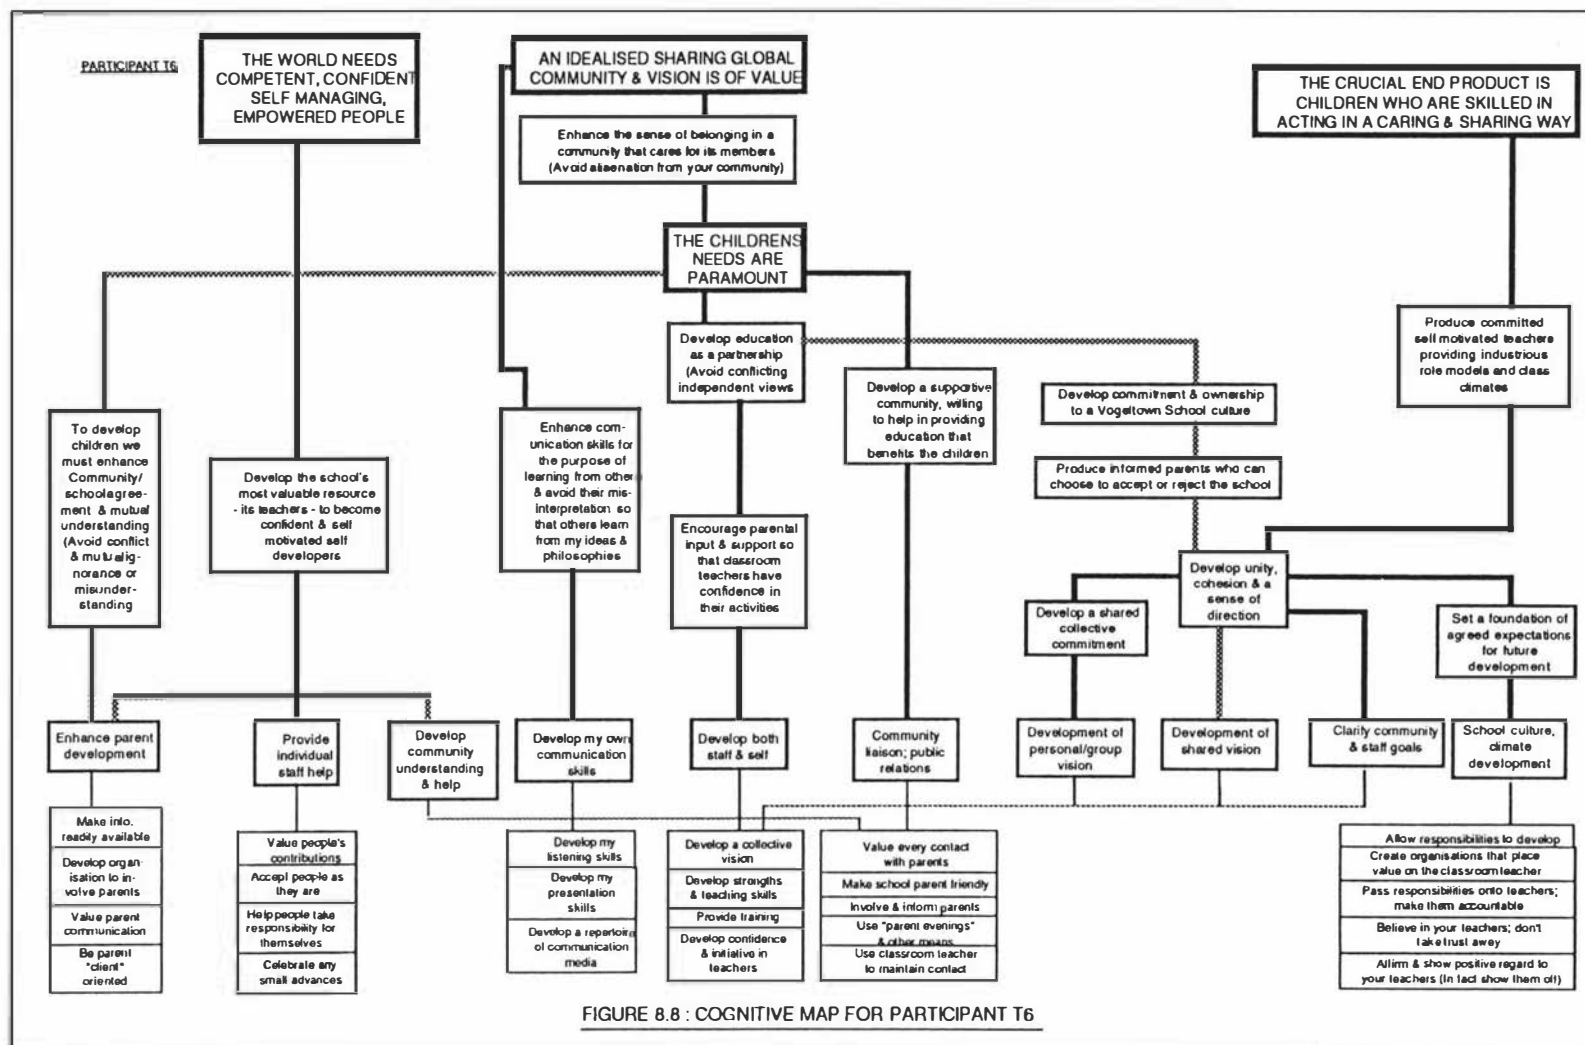 PARTICIPANT T6
THE WORLD NEEDS
COMPETENT, CONFIDENT
SELF MANAGING,
EMPOWERED PEOPLE
AN IDEALISED SHARING GLOBAL
COMMUNITY & VISION IS OF VALUE
THE CRUCIAL END PRODUCT IS
CHILDREN WHO ARE SKILLED IN
ACTING IN A CARING & SHARING WAY
Enhance the sense of belonging in a
community that cares for its members
(Avoid alisenation from your community)
THE CHILDRENS
NEEDS ARE
PARAMOUNT
Develop education
as a partnership
(Avoid conflicting
independent views
Produce committed
self motivated teachers
providing industrious
role models and class
climates
To develop
children we
must enhance
Community/
schoolagree-
ment & mutual
understanding
(Avoid conflict
& mutualig-
norance or
misunder-
standing
Develop the school's
most valuable resource
- its teachers - to become
confident & self
motivated self
developers
Enhance com-
unication skills for
the purpose of
learning from other
& avoid their mis-
interpretation so
that others learn
from my ideas &
philosophies
Encourage parental
input & support so
that classroom
teachers have
confidence in
their activities
Develop a supportive
community, willing
to help in providing
education that
benefits the children
Develop commitment & ownership
to a Vogeltown School culture
Produce informed parents who can
choose to accept or reject the school
Develop unity,
cohesion & a
sense of
direction
Develop a shared
collective
commitment
Set a foundation of
agreed expectations
for future
development
Enhance parent
development
Provide
individual
staff help
Develop
community
understanding
& help
Develop my own
communication
skills
Develop both
staff & self
Community
liaison; public
relations
Development of
personal/group
vision
Development of
shared vision
Clarify community
& staff goals
School culture,
climate
development
Make info.
readily available
Develop organ-
isation to in-
volve parents
Value parent
communication
Be parent
"client"
oriented
Value people's
contributions
Accept people as
they are
Help people take
responsibility for
themselves
Celebrate any
small advances
Develop my
listening skills
Develop my
presentation
skills
Develop a repertoire
of communication
media
Develop a collective
vision
Develop strengths
& teaching skills
Provide training
Develop confidence
& initiative in
teachers
Value every contact
with parents
Make school parent friendly
Involve & inform parents
Use "parent evenings"
& other means
Use classroom teacher
to maintain contact
Allow responsibilities to develop
Create organisations that place
value on the classroom teacher
Pass responsibilities onto teachers;
make them accountable
Believe in your teachers; don't
take trust away
Affirm & show positive regard to
your teachers (In fact show them off)
FIGURE 8.8 : COGNITIVE MAP FOR PARTICIPANT T6